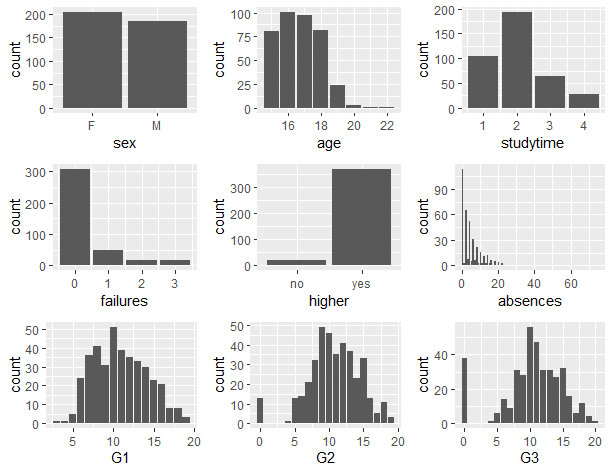 200
150
100
50
0
count
F M
sex
100
75
50
25
0
count
16 18 20 22
age
200
150
100
50
0
count
1 2 3 4
studytime
300
200
100
0
count
0 1 2 3
failures
300
200
100
0
count
no yes
higher
90
60
30
0
count
0 20 40 60
absences
50
40
30
20
10
0
count
5 10 15 20
G1
50
40
30
20
10
0
count
0 5 10 15 20
G2
40
20
0
count
0 5 10 15 20
G3